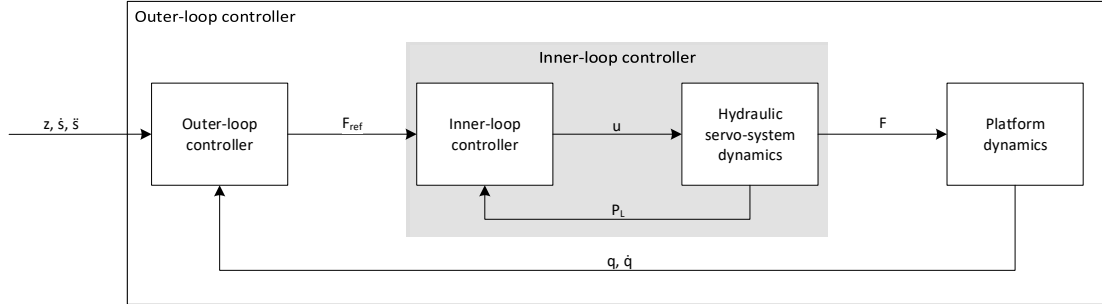 Outer-loop controller
Inner-loop controller
z, ṡ, s̈
Outer-loop
controller
F_ref
Inner-loop
controller
u
Hydraulic
servo-system
dynamics
F
Platform
dynamics
P_L
q, q̇